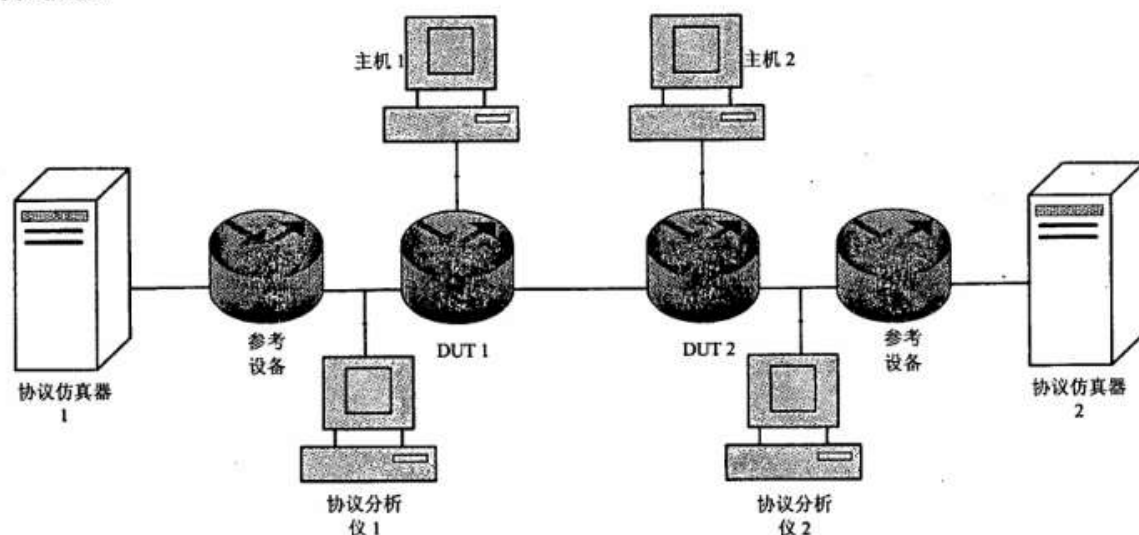 主机 1
主机 2
参考
设备
DUT 1
DUT 2
参考
设备
协议仿真器
1
协议仿真器
2
协议分析
仪 1
协议分析
仪 2